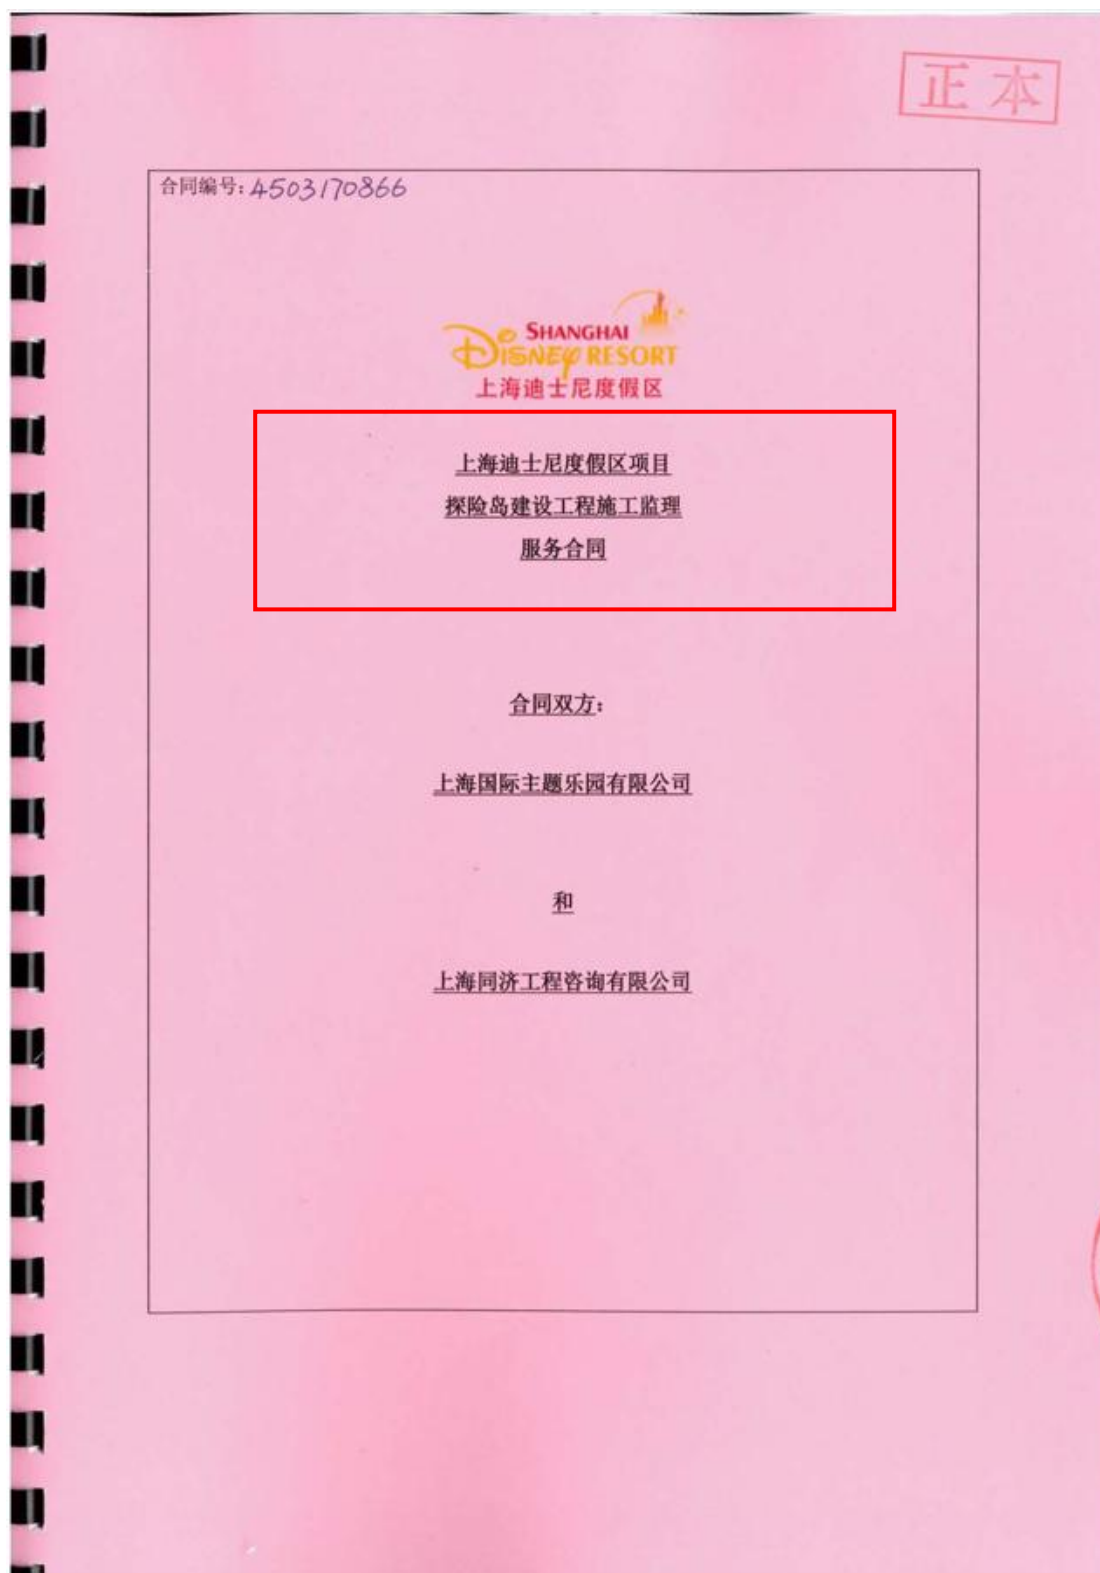 正本
合同编号: 4503170866
SHANGHAI
DISNEY RESORT
上海迪士尼度假区
上海迪士尼度假区项目
探险岛建设工程施工监理
服务合同
合同双方:
上海国际主题乐园有限公司
和
上海同济工程咨询有限公司